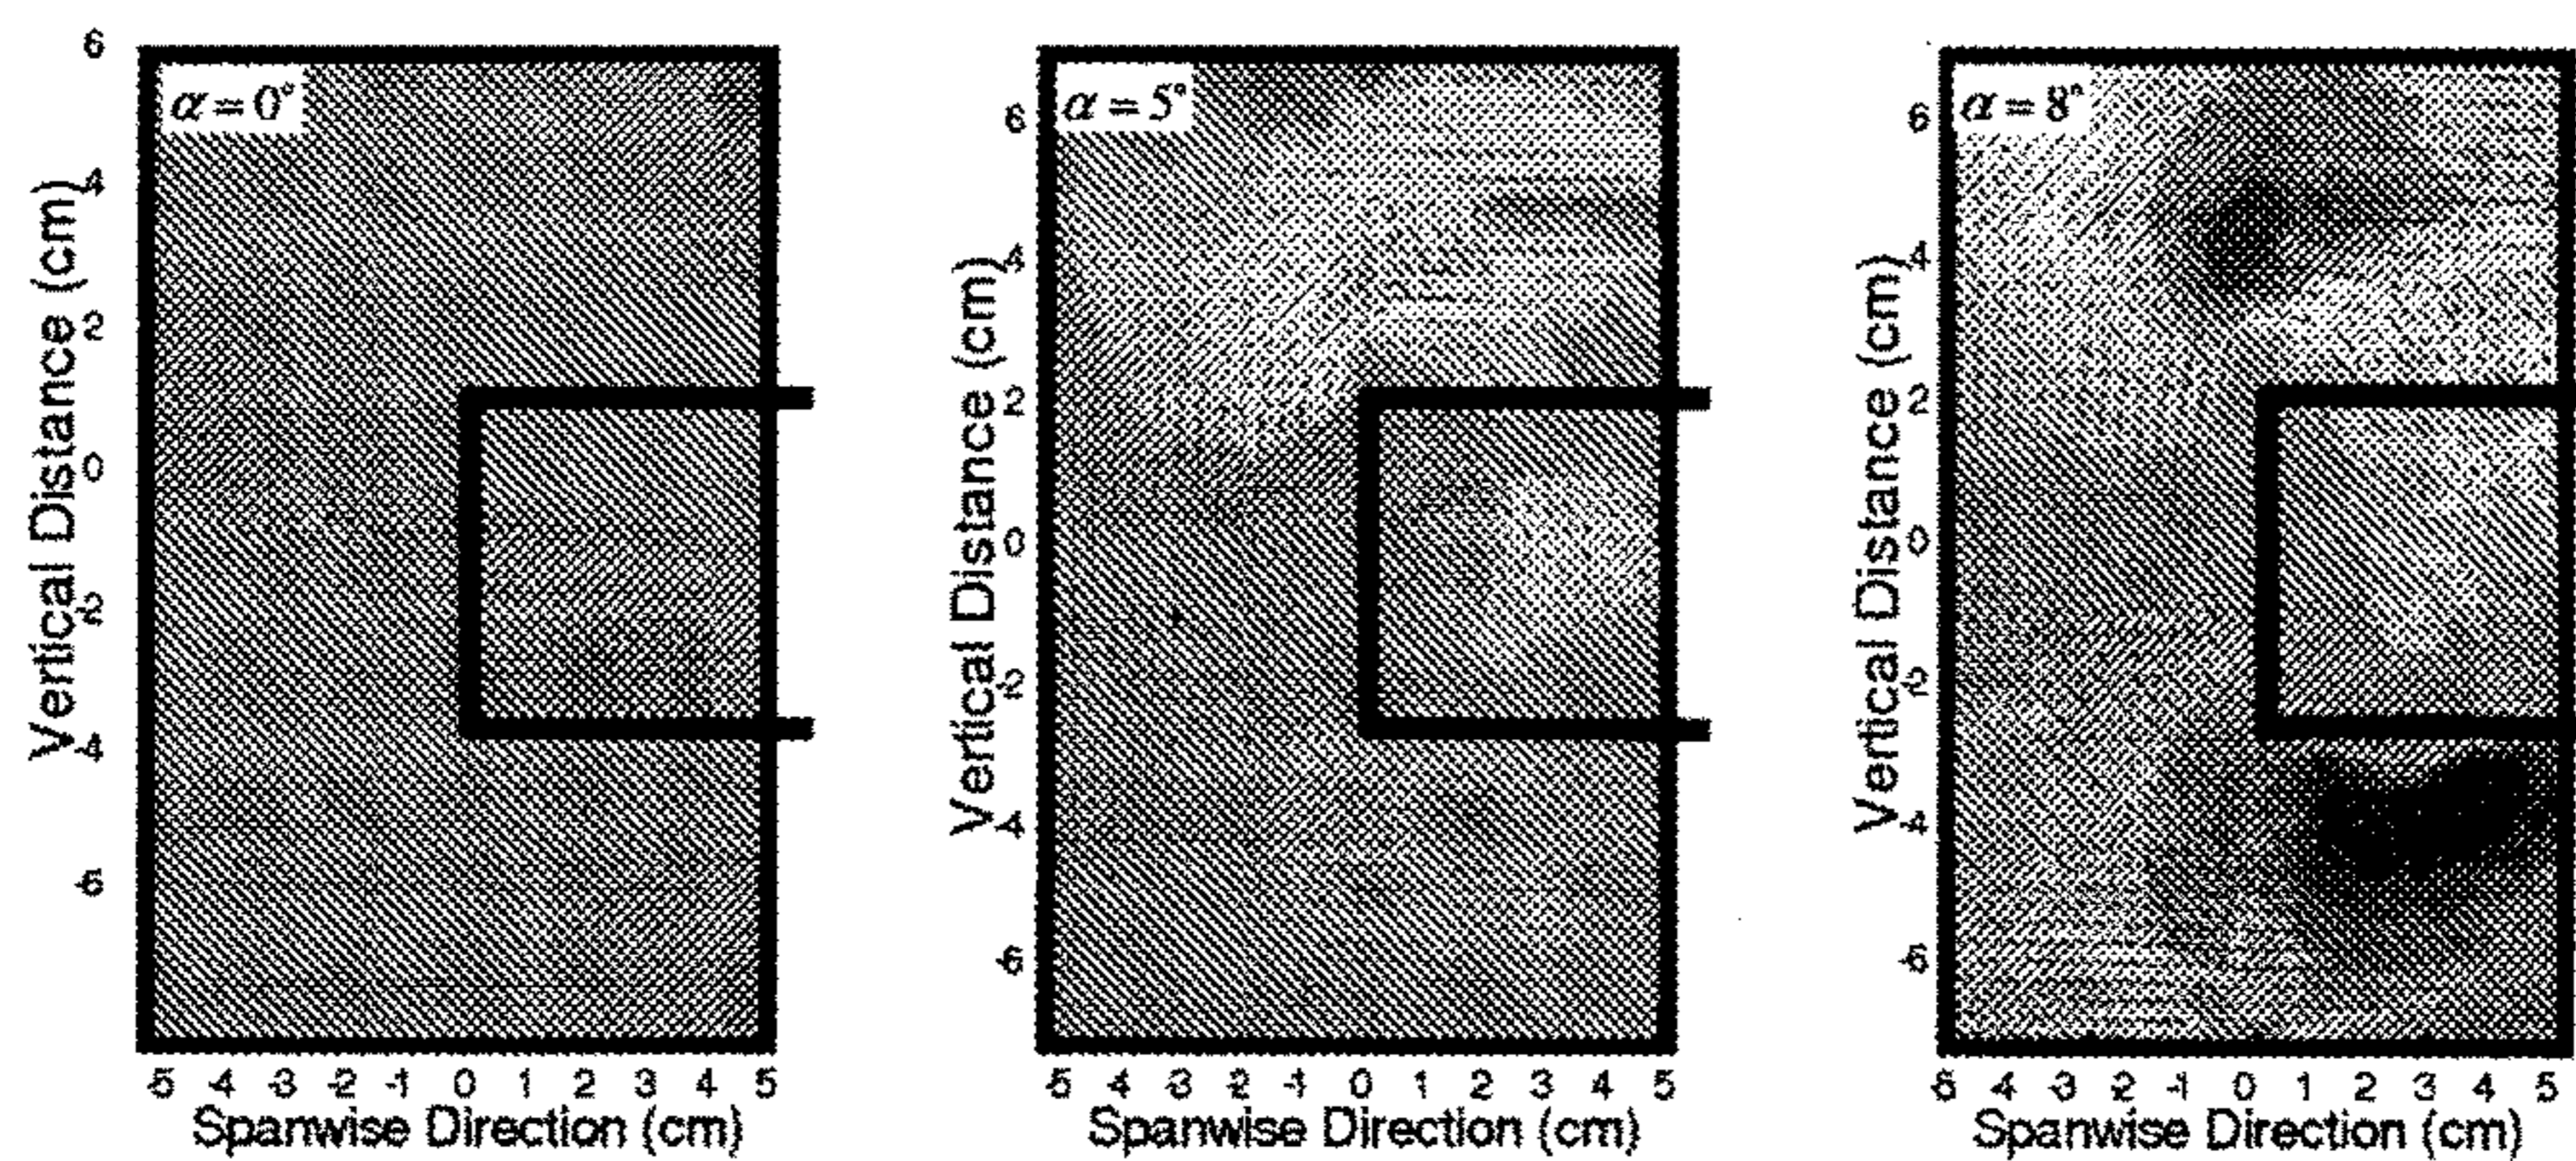 α = 0°
6
4
2
0
-2
-4
-6
Vertical Distance (cm)
-5 -4 -3 -2 -1 0 1 2 3 4 5
Spanwise Direction (cm)
α = 5°
6
4
2
0
-2
-4
-6
Vertical Distance (cm)
-5 -4 -3 -2 -1 0 1 2 3 4 5
Spanwise Direction (cm)
α = 8°
6
4
2
0
-2
-4
-6
Vertical Distance (cm)
-5 -4 -3 -2 -1 0 1 2 3 4 5
Spanwise Direction (cm)